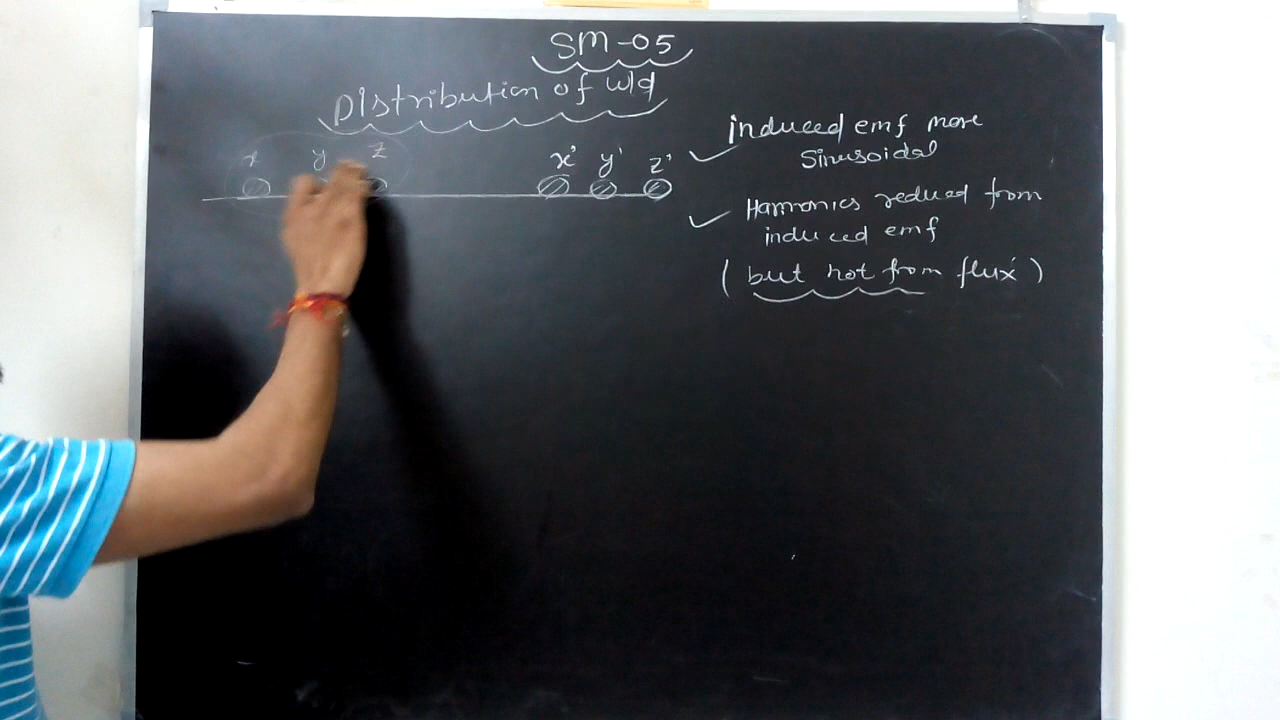 SM-05
Distribution of wdg
x y z x' y' z'
induced emf more
Sinusoidal
Harmonics reduced from
induced emf
(but not from flux)